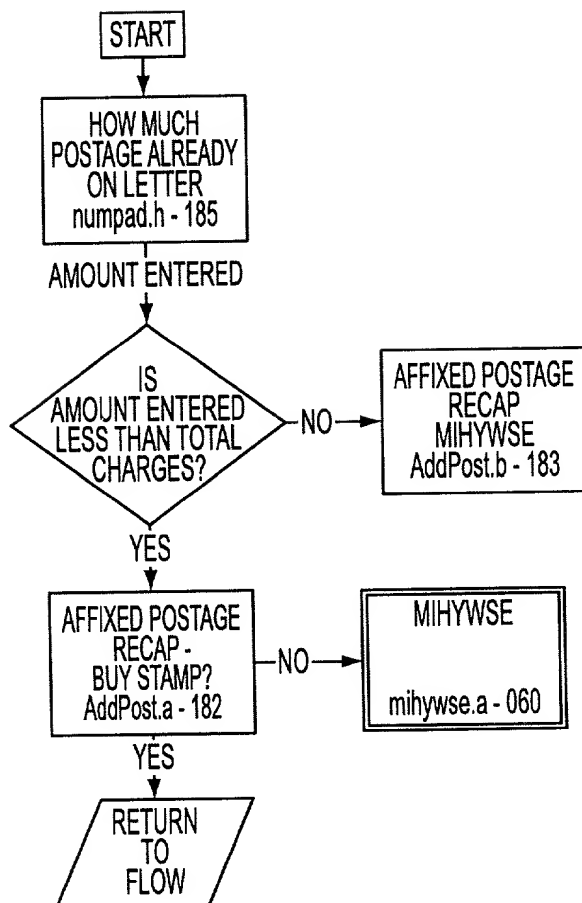 START
HOW MUCH
POSTAGE ALREADY
ON LETTER
numpad.h - 185
AMOUNT ENTERED
IS
AMOUNT ENTERED
LESS THAN TOTAL
CHARGES?
NO
AFFIXED POSTAGE
RECAP
MIHYWSE
AddPost.b - 183
YES
AFFIXED POSTAGE
RECAP -
BUY STAMP?
AddPost.a - 182
NO
MIHYWSE
mihywse.a - 060
YES
RETURN
TO
FLOW